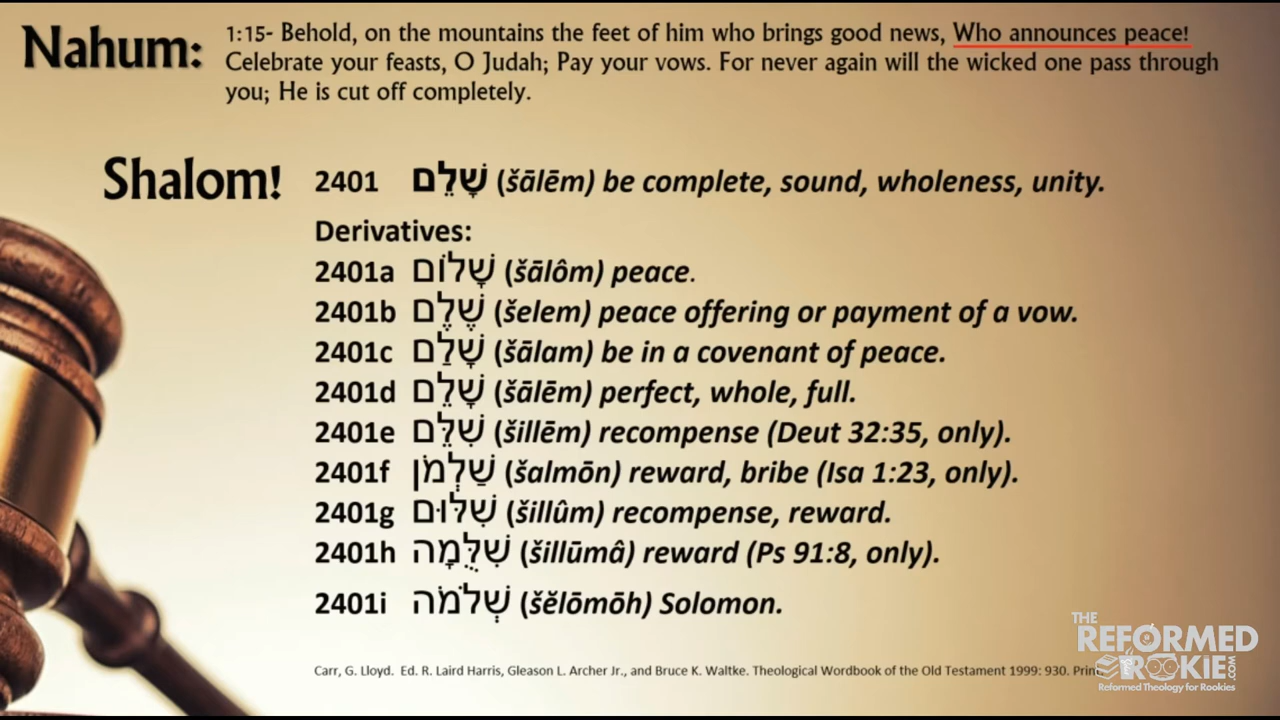 Nahum:
1:15- Behold, on the mountains the feet of him who brings good news, Who announces peace!
Celebrate your feasts, O Judah; Pay your vows. For never again will the wicked one pass through
you; He is cut off completely.
Shalom!
2401 שָׁלֵם (šālēm) be complete, sound, wholeness, unity.
Derivatives:
2401a שָׁלוֹם (šālôm) peace.
2401b שֶׁלֶם (šelem) peace offering or payment of a vow.
2401c שָׁלַם (šālam) be in a covenant of peace.
2401d שָׁלֵם (šālēm) perfect, whole, full.
2401e שִׁלֵּם (šillēm) recompense (Deut 32:35, only).
2401f שַׁלְמֹן (šalmōn) reward, bribe (Isa 1:23, only).
2401g שִׁלּוּם (šillûm) recompense, reward.
2401h שִׁלֻּמָה (šillūmâ) reward (Ps 91:8, only).
2401i שְׁלֹמֹה (šĕlōmōh) Solomon.
Carr, G. Lloyd. Ed. R. Laird Harris, Gleason L. Archer Jr., and Bruce K. Waltke. Theological Wordbook of the Old Testament 1999: 930. Print.
THE
REFORMED
ROOKIE.COM
Reformed Theology for Rookies